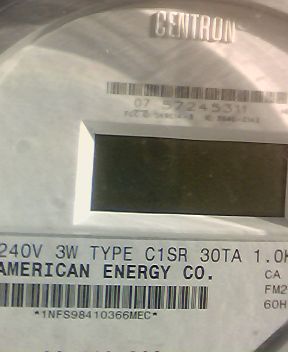 CENTRON
07 57245311
240V 3W TYPE C1SR 30TA 1.0K
AMERICAN ENERGY CO.
CA
FM2
60H
*1NFS98410366MEC*